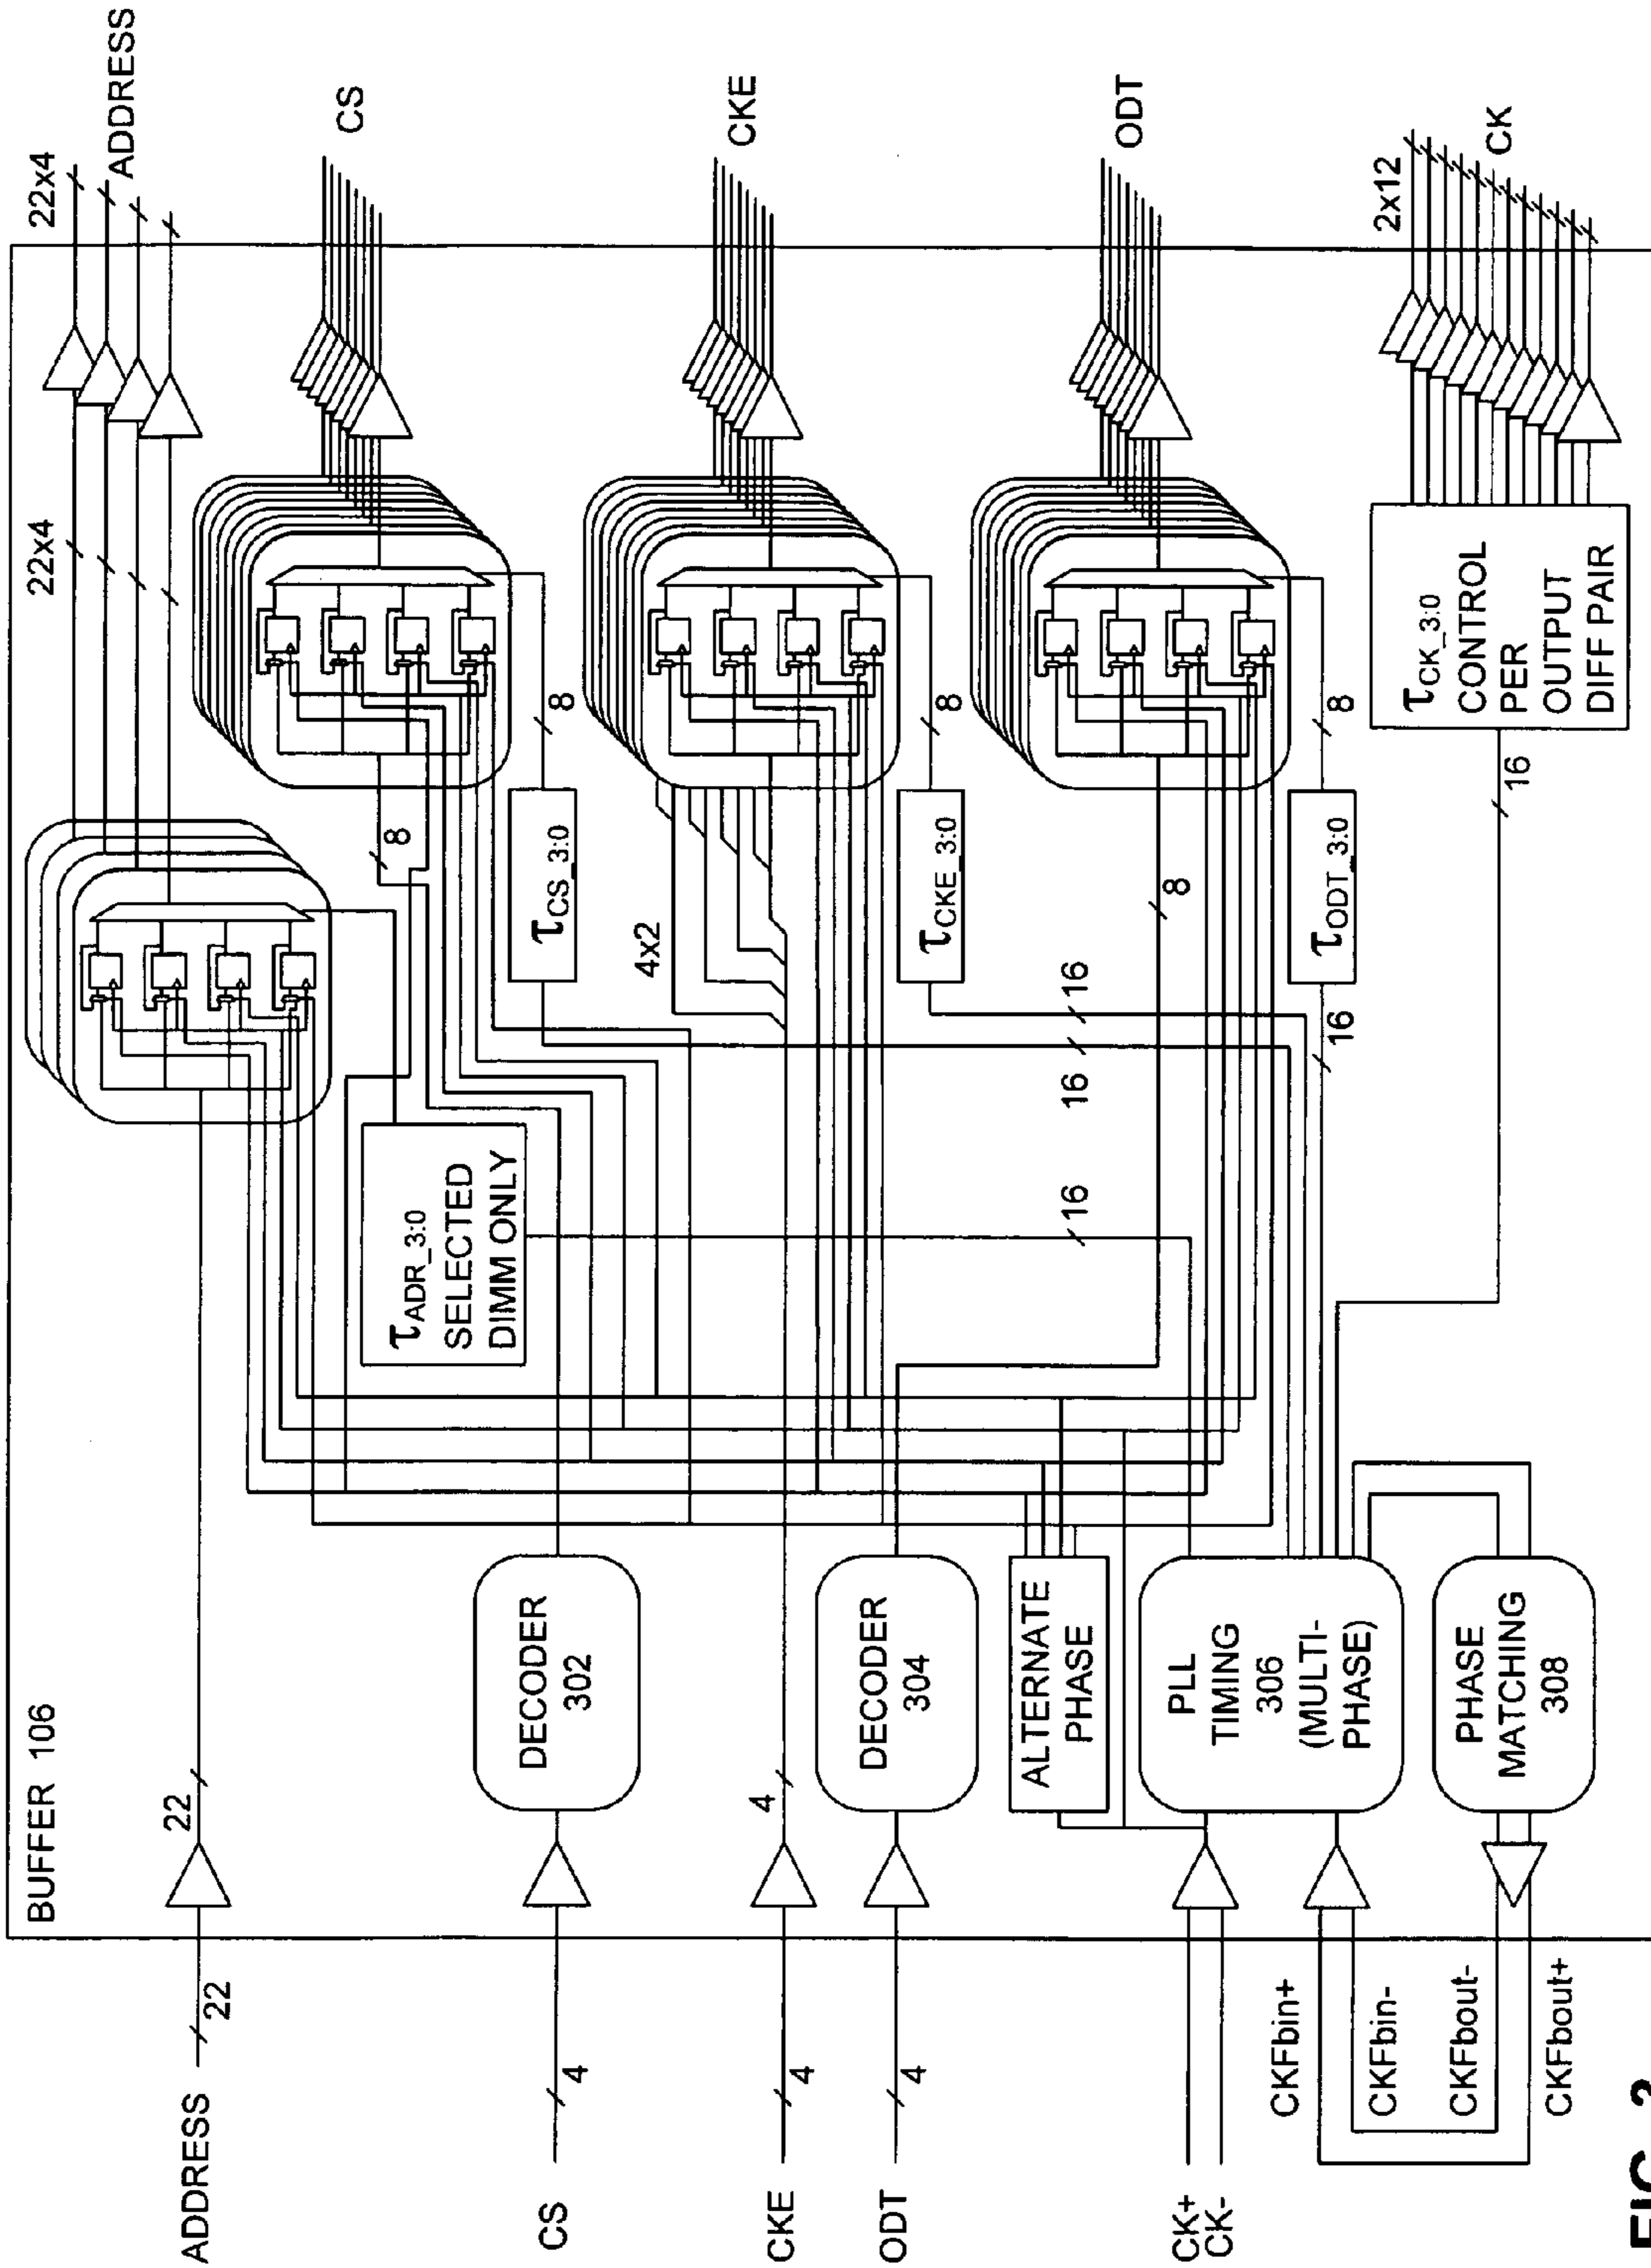 BUFFER 106
ADDRESS
22
22
22x4
22x4
ADDRESS
CS
4
DECODER
302
τADR_3:0
SELECTED
DIMM ONLY
8
τCS_3:0
8
CS
CKE
4
4
4x2
τCKE_3:0
8
CKE
ODT
4
DECODER
304
8
τODT_3:0
8
ODT
16
16
16
16
ALTERNATE
PHASE
CK+
CK-
PLL
TIMING
306
(MULTI-
PHASE)
16
τCK_3:0
CONTROL
PER
OUTPUT
DIFF PAIR
2x12
CK
CKFbin+
CKFbin-
CKFbout-
CKFbout+
PHASE
MATCHING
308
FIG. 3